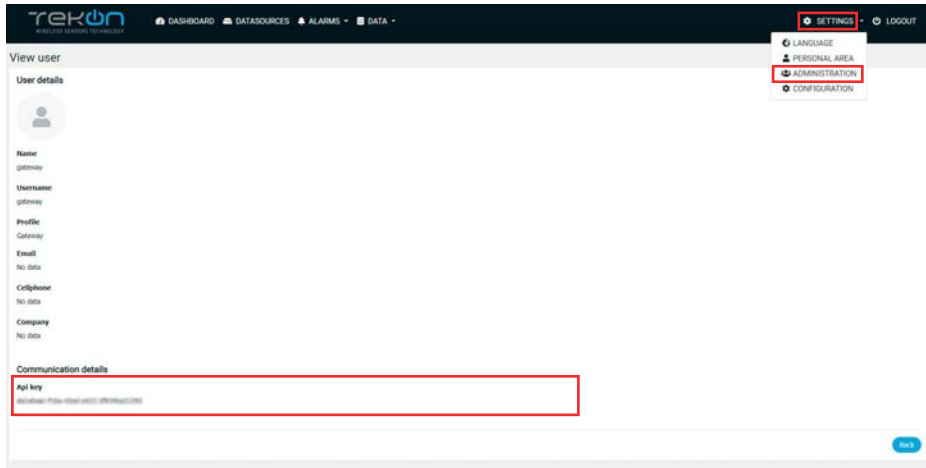 TEKON
WIRELESS SENSORS TECHNOLOGY
DASHBOARD DATASOURCES ALARMS DATA SETTINGS LOGOUT
LANGUAGE
PERSONAL AREA
ADMINISTRATION
CONFIGURATION
View user
User details
Name
gateway
Username
gateway
Profile
Gateway
Email
No data
Cellphone
No data
Company
No data
Communication details
Api key
Back